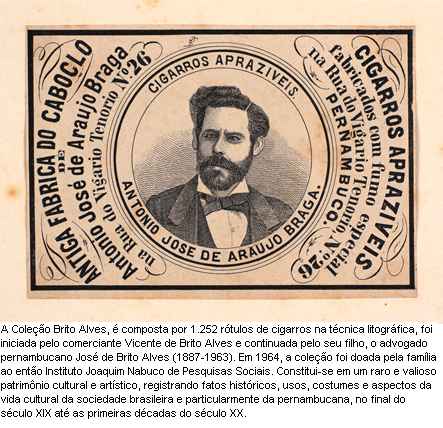 ANTIGA FABRICA DO CABOCLO
DE
Antonio José de Araujo Braga
na Rua do Vigario Tenorio Nº 26
CIGARROS APRAZIVEIS
ANTONIO JOSE DE ARAUJO BRAGA.
CIGARROS APRAZIVEIS
fabricados com fumo especial
na Rua do Vigario Tenorio Nº 26
PERNAMBUCO.
A Coleção Brito Alves, é composta por 1.252 rótulos de cigarros na técnica litográfica, foi
iniciada pelo comerciante Vicente de Brito Alves e continuada pelo seu filho, o advogado
pernambucano José de Brito Alves (1887-1963). Em 1964, a coleção foi doada pela família
ao então Instituto Joaquim Nabuco de Pesquisas Sociais. Constitui-se em um raro e valioso
patrimônio cultural e artístico, registrando fatos históricos, usos, costumes e aspectos da
vida cultural da sociedade brasileira e particularmente da pernambucana, no final do
século XIX até as primeiras décadas do século XX.